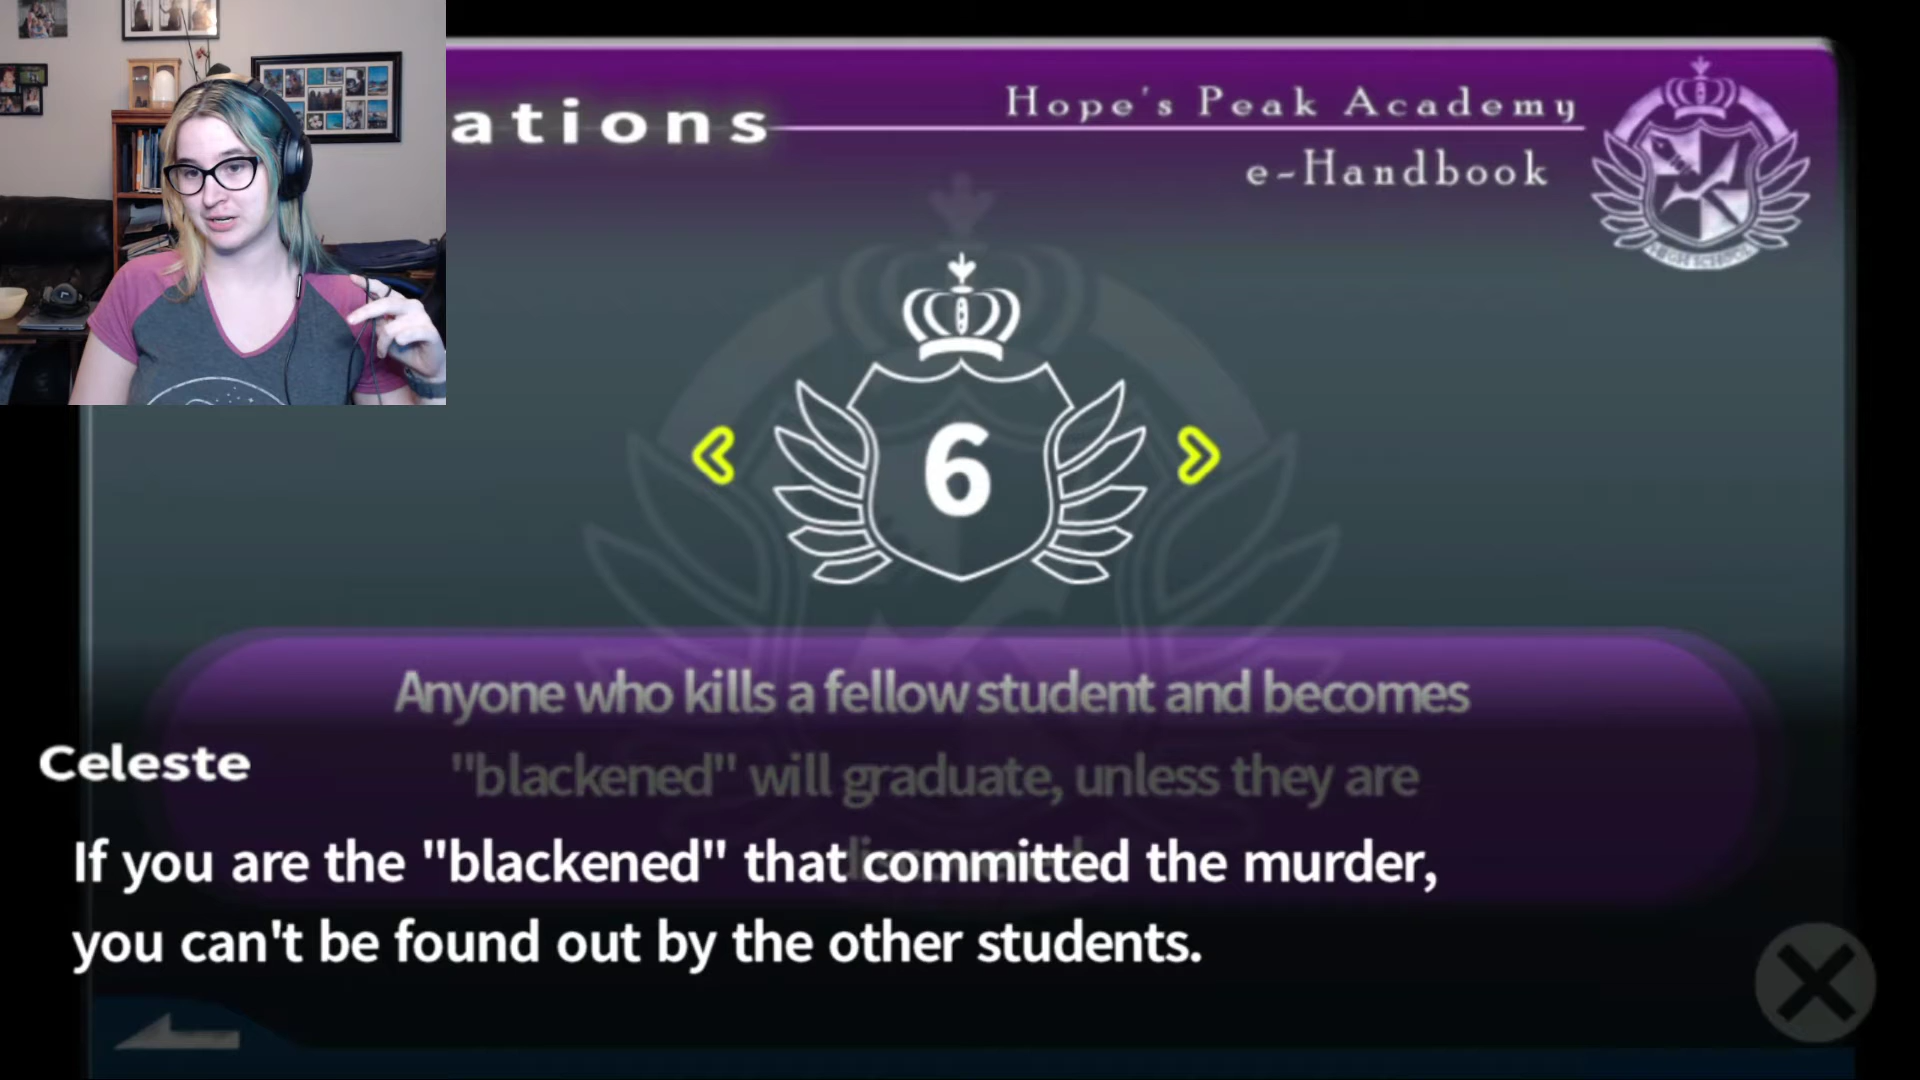 ations
Hope's Peak Academy
e-Handbook
HIGH SCHOOL
6
Anyone who kills a fellow student and becomes
"blackened" will graduate, unless they are
Celeste
If you are the "blackened" that committed the murder,
you can't be found out by the other students.